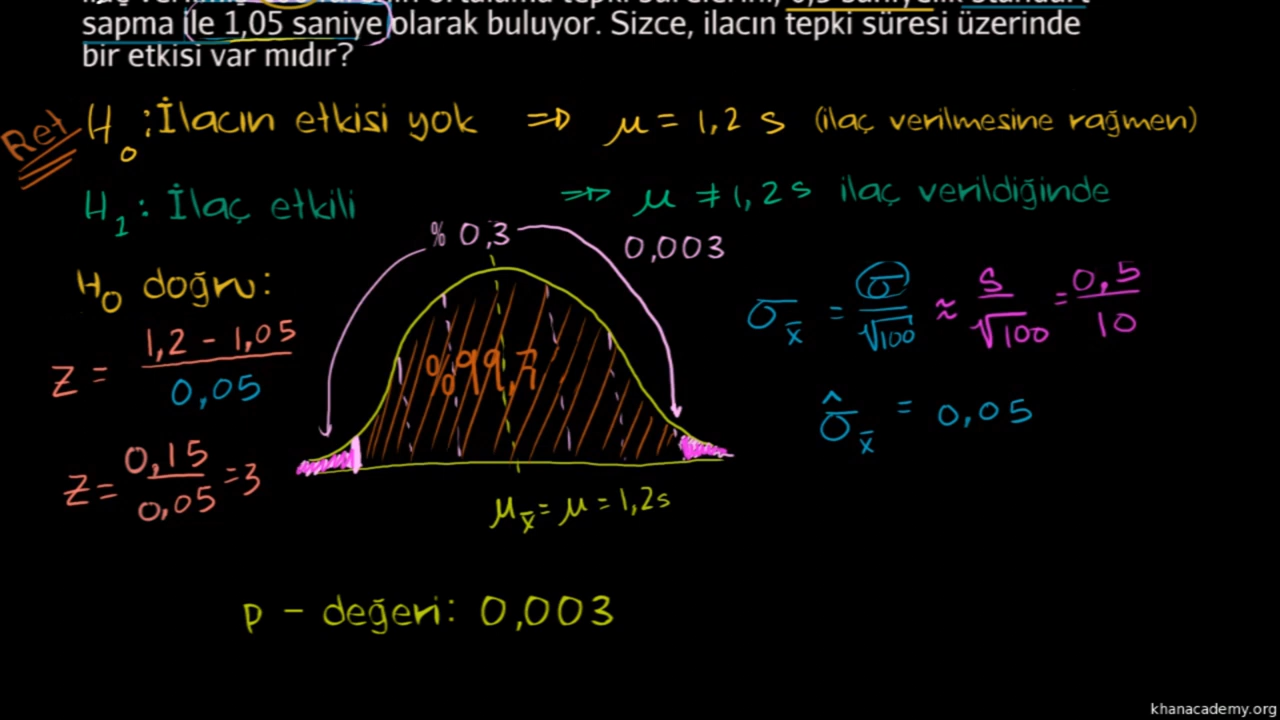 sapma ile 1,05 saniye olarak buluyor. Sizce, ilacın tepki süresi üzerinde
bir etkisi var mıdır?
Ret H₀: İlacın etkisi yok ⇒ μ = 1,2 s (ilaç verilmesine rağmen)
H₁: İlaç etkili ⇒ μ ≠ 1,2 s ilaç verildiğinde
% 0,3 0,003
H₀ doğru:
Z = (1,2 - 1,05) / 0,05
σx̄ = σ/√100 ≈ s/√100 = 0,5/10
%99,7
σ̂x̄ = 0,05
Z = 0,15/0,05 = 3
μx̄ = μ = 1,2s
p - değeri: 0,003
khanacademy.org